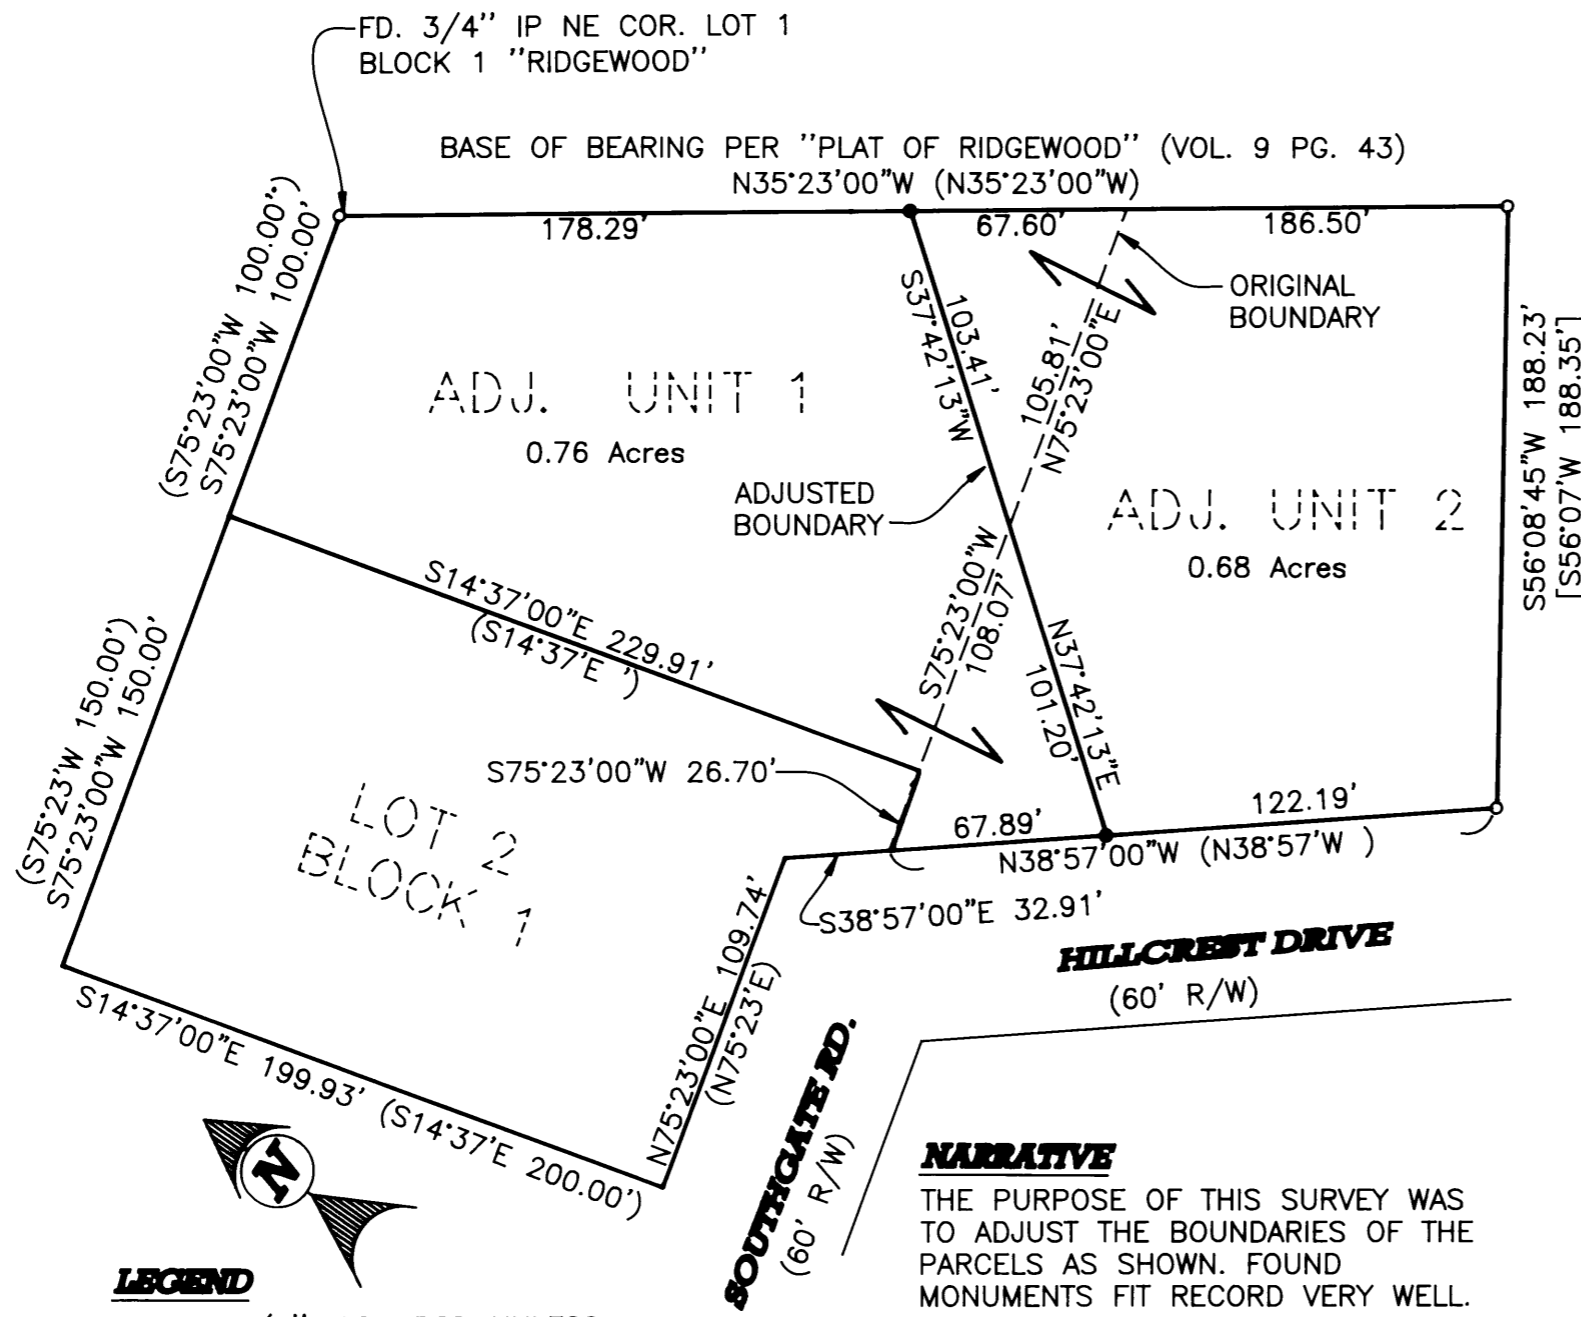 FD. 3/4" IP NE COR. LOT 1
BLOCK 1 "RIDGEWOOD"
BASE OF BEARING PER "PLAT OF RIDGEWOOD" (VOL. 9 PG. 43)
N35°23'00"W (N35°23'00"W)
178.29'
67.60'
186.50'
(S75°23'00"W 100.00')
S75°23'00"W 100.00'
S37°42'13"W
103.41'
105.81'
N75°23'00"E
ORIGINAL
BOUNDARY
S56°08'45"W 188.23'
[S56°07'W 188.35']
ADJ. UNIT 1
0.76 Acres
ADJUSTED
BOUNDARY
ADJ. UNIT 2
0.68 Acres
S14°37'00"E 229.91'
(S14°37'E ')
S75°23'00"W
108.07'
N37°42'13"E
101.20'
(S75°23'W 150.00')
S75°23'00"W 150.00'
S75°23'00"W 26.70'
LOT 2
BLOCK 1
67.89'
122.19'
N38°57'00"W (N38°57'W )
S38°57'00"E 32.91'
N75°23'00"E 109.74'
(N75°23'E)
HILLCREST DRIVE
(60' R/W)
S14°37'00"E 199.93' (S14°37'E 200.00')
SOUTHGATE RD.
(60' R/W)
N
NARRATIVE
THE PURPOSE OF THIS SURVEY WAS
TO ADJUST THE BOUNDARIES OF THE
PARCELS AS SHOWN. FOUND
MONUMENTS FIT RECORD VERY WELL.
LEGEND